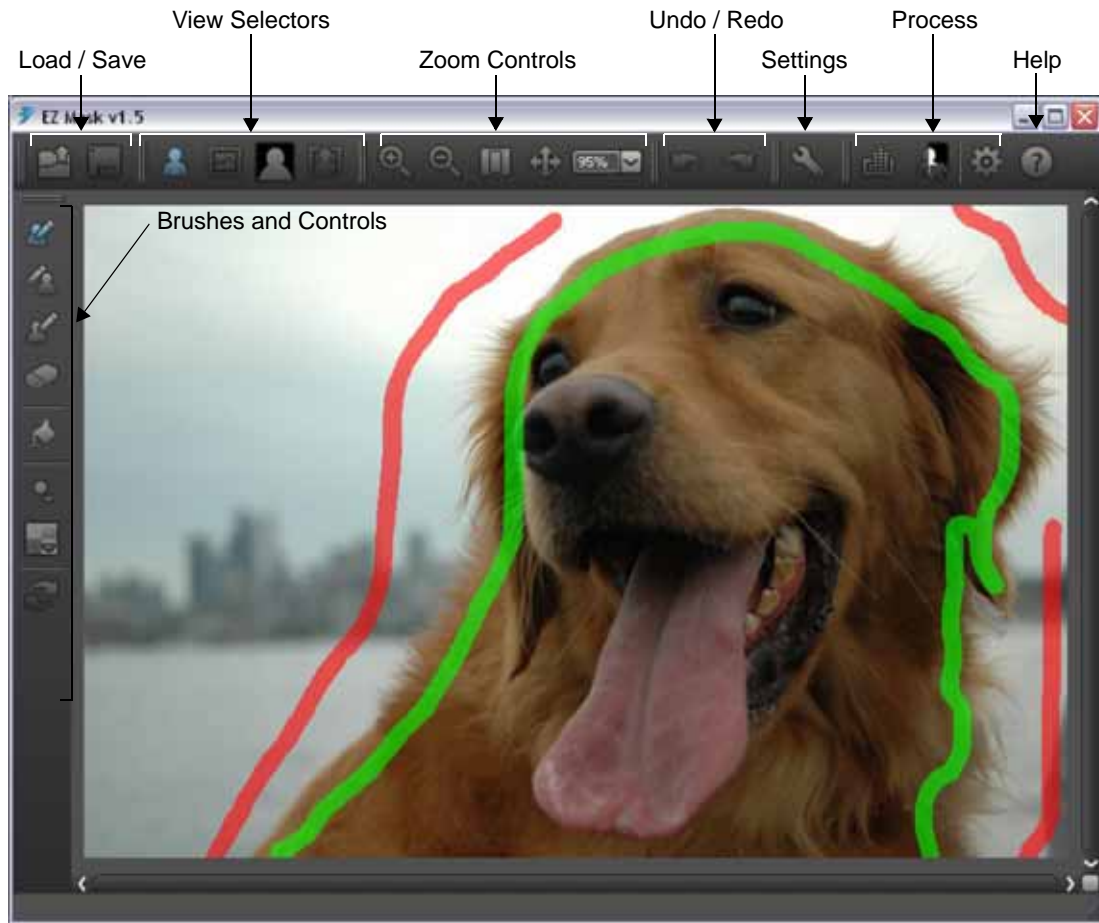 View Selectors
Undo / Redo
Process
Load / Save
Zoom Controls
Settings
Help
EZ Mask v1.5
95%
?
Brushes and Controls